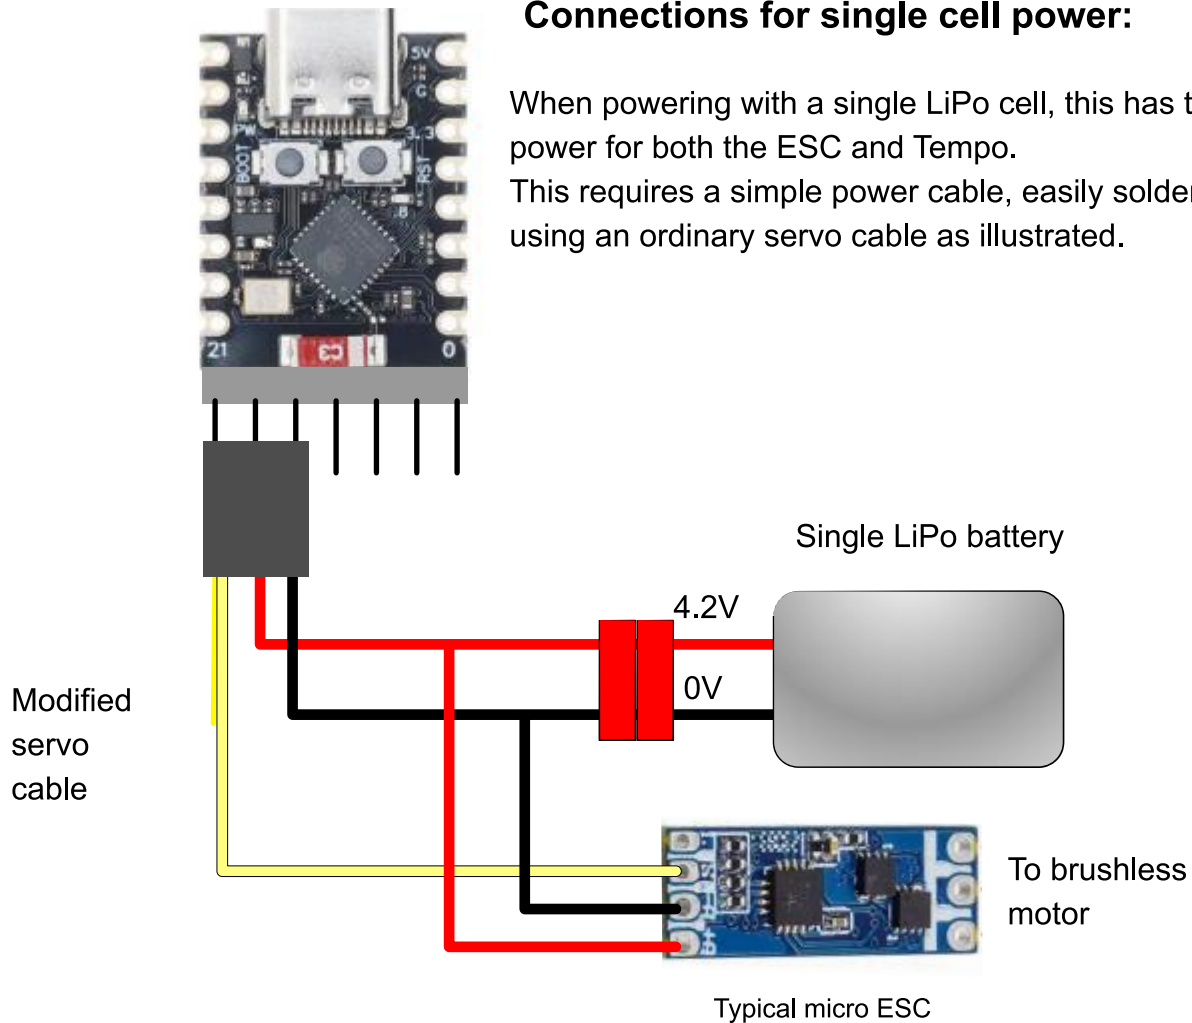 Connections for single cell power:
When powering with a single LiPo cell, this has t
power for both the ESC and Tempo.
This requires a simple power cable, easily solder
using an ordinary servo cable as illustrated.
5V
G
3.3
PW
BOOT
RST
21
C3
0
Single LiPo battery
4.2V
0V
Modified
servo
cable
To brushless
motor
Typical micro ESC